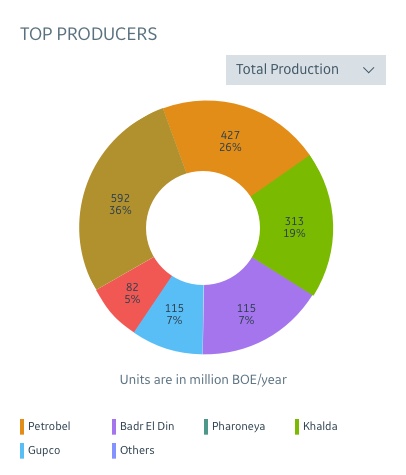 TOP PRODUCERS
Total Production
427
26%
592
36%
313
19%
82
5%
115
7%
115
7%
Units are in million BOE/year
Petrobel
Badr El Din
Pharoneya
Khalda
Gupco
Others